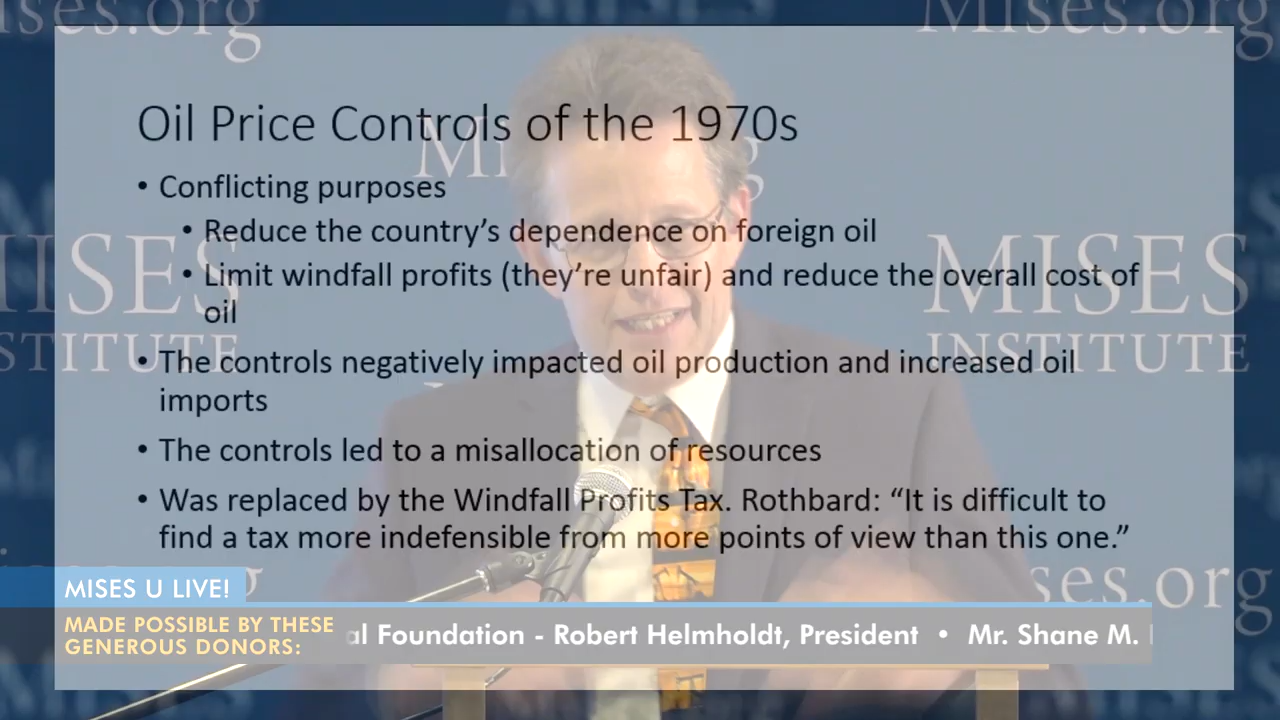 Mises.org
Oil Price Controls of the 1970s
• Conflicting purposes
• Reduce the country's dependence on foreign oil
• Limit windfall profits (they're unfair) and reduce the overall cost of
oil
• The controls negatively impacted oil production and increased oil
imports
• The controls led to a misallocation of resources
• Was replaced by the Windfall Profits Tax. Rothbard: “It is difficult to
find a tax more indefensible from more points of view than this one.”
MISES
INSTITUTE
MISES U LIVE!
MADE POSSIBLE BY THESE
GENEROUS DONORS:
al Foundation - Robert Helmholdt, President • Mr. Shane M.